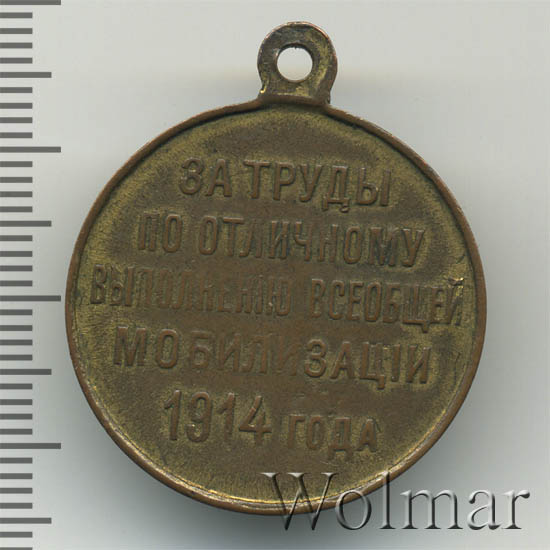 ЗА ТРУДЫ
ПО ОТЛИЧНОМУ
ВЫПОЛНЕНІЮ ВСЕОБЩЕЙ
МОБИЛИЗАЦІИ
1914 ГОДА
Wolmar